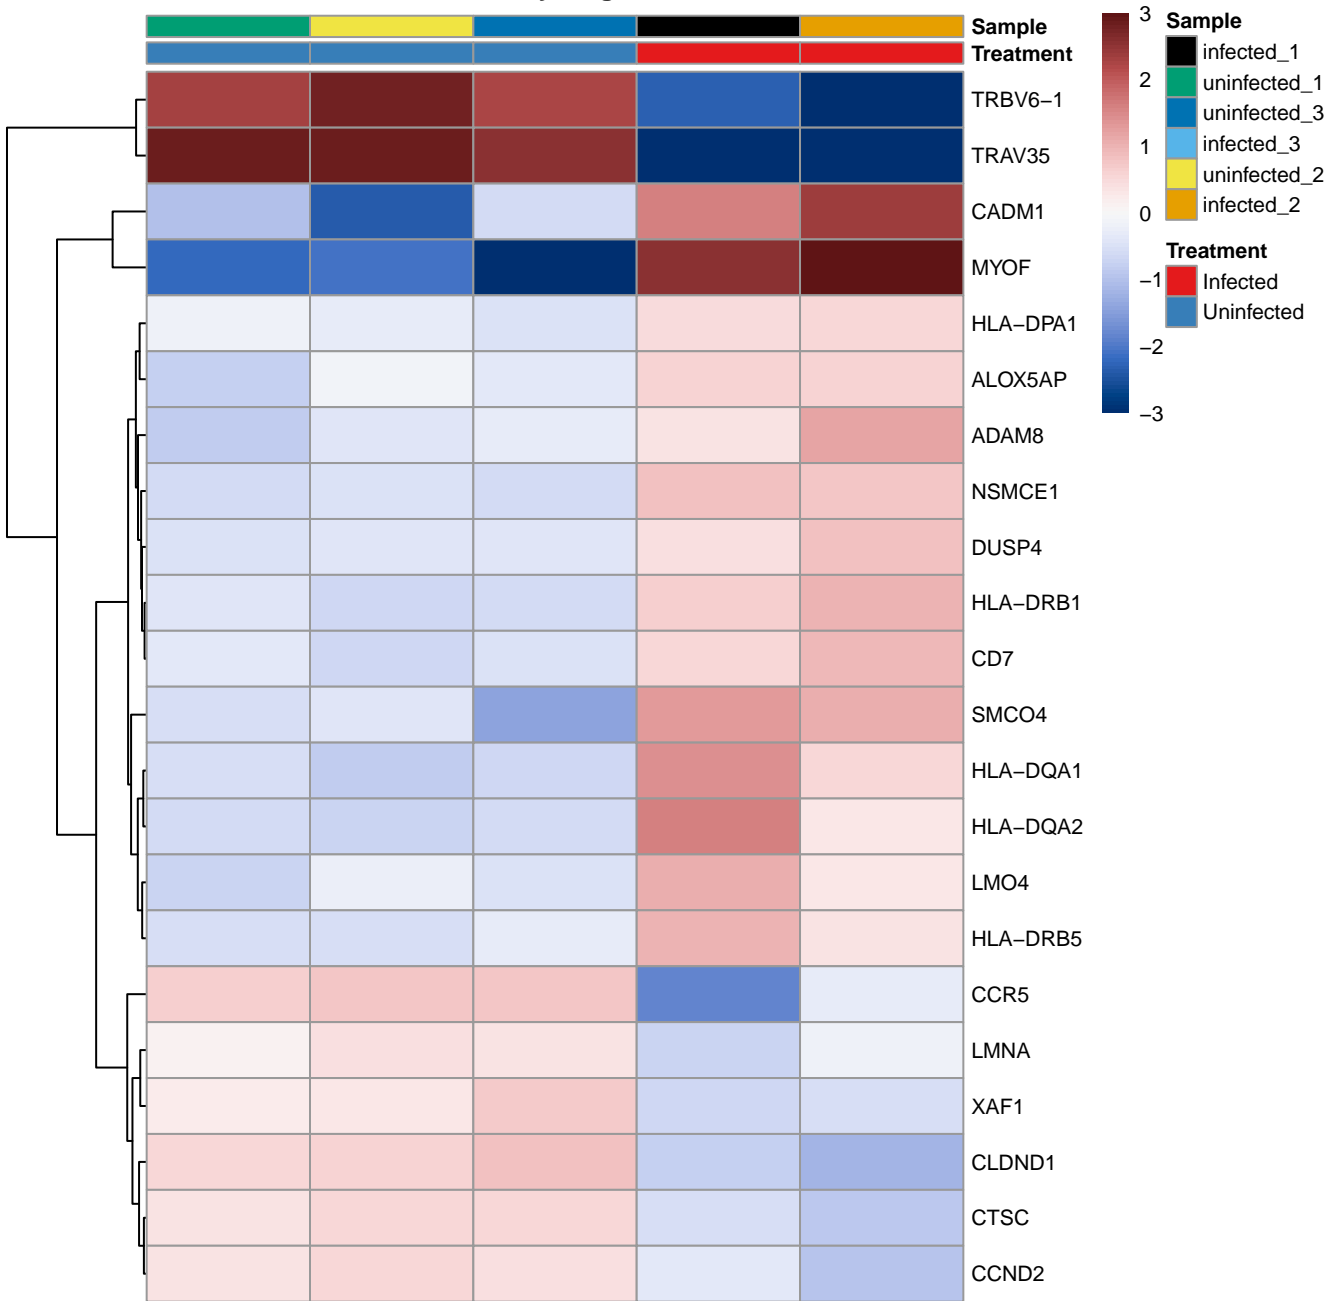 Sample
Treatment
TRBV6−1
TRAV35
CADM1
MYOF
HLA−DPA1
ALOX5AP
ADAM8
NSMCE1
DUSP4
HLA−DRB1
CD7
SMCO4
HLA−DQA1
HLA−DQA2
LMO4
HLA−DRB5
CCR5
LMNA
XAF1
CLDND1
CTSC
CCND2
3
2
1
0
−1
−2
−3
Sample
infected_1
uninfected_1
uninfected_3
infected_3
uninfected_2
infected_2
Treatment
Infected
Uninfected